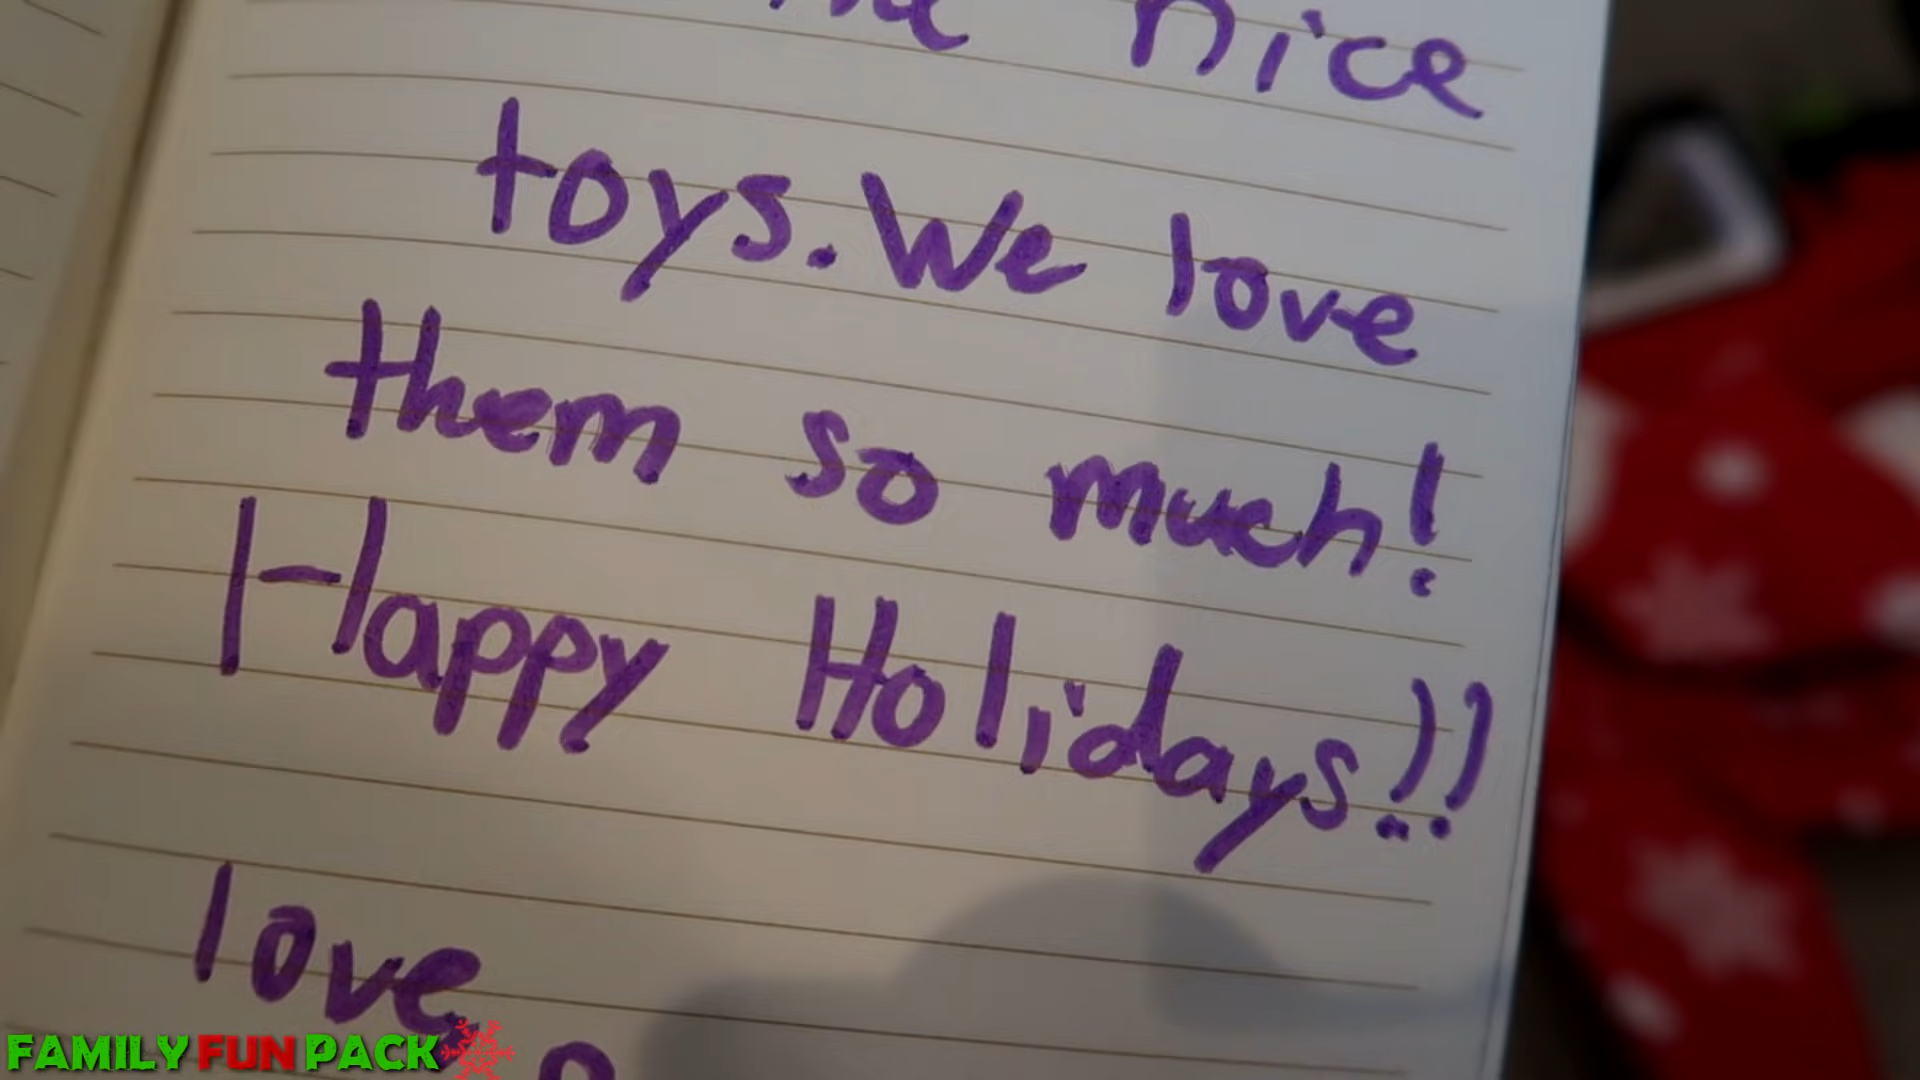 nice
toys. We love
them so much!
Happy Holidays!!
love
FAMILY FUN PACK